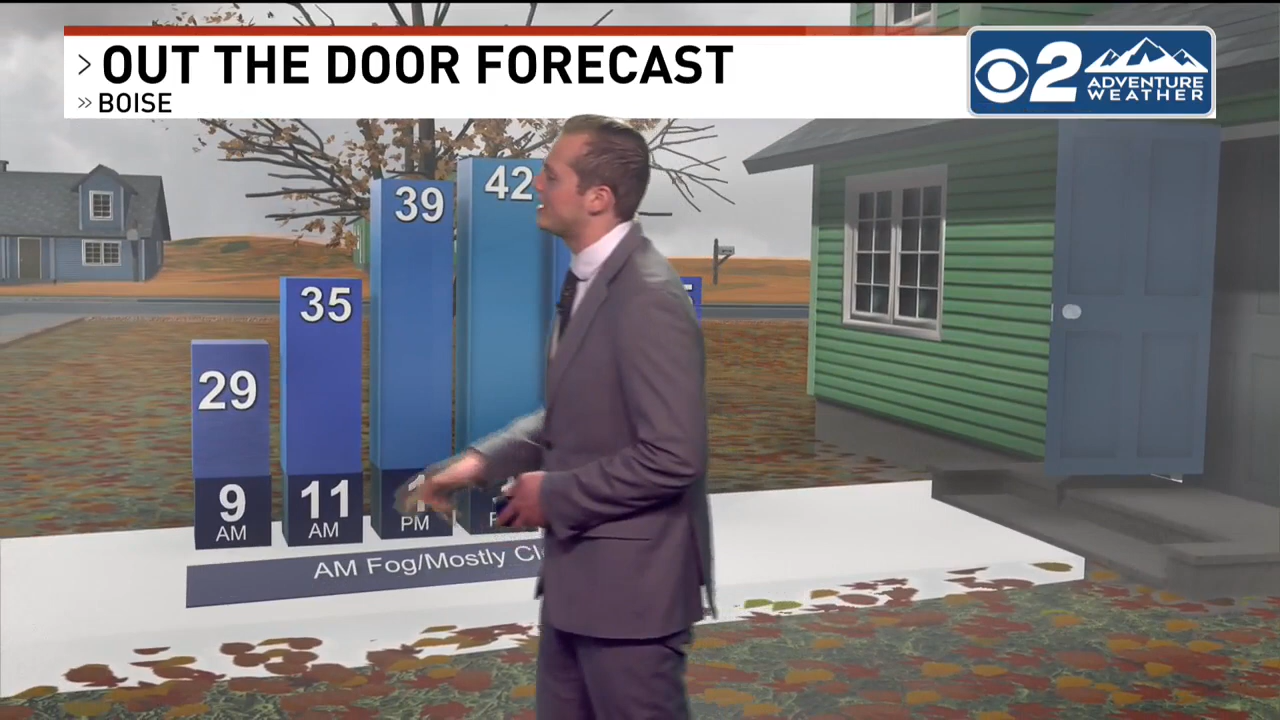 > OUT THE DOOR FORECAST
» BOISE
2
ADVENTURE
WEATHER
42
39
35
29
9
AM
11
AM
1
PM
AM Fog/Mostly